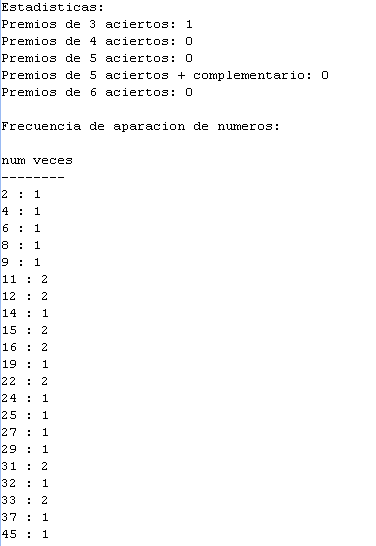 Estadisticas:
Premios de 3 aciertos: 1
Premios de 4 aciertos: 0
Premios de 5 aciertos: 0
Premios de 5 aciertos + complementario: 0
Premios de 6 aciertos: 0
Frecuencia de aparacion de numeros:
num veces
--------
2 : 1
4 : 1
6 : 1
8 : 1
9 : 1
11 : 2
12 : 2
14 : 1
15 : 2
16 : 2
19 : 1
22 : 2
24 : 1
25 : 1
27 : 1
29 : 1
31 : 2
32 : 1
33 : 2
37 : 1
45 : 1